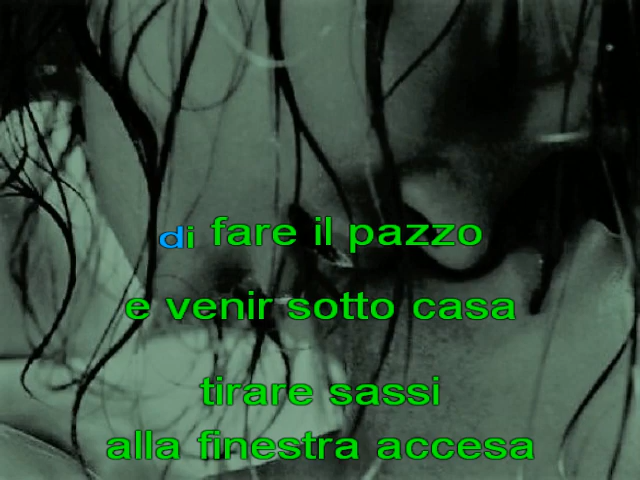 di fare il pazzo
e venir sotto casa
tirare sassi
alla finestra accesa